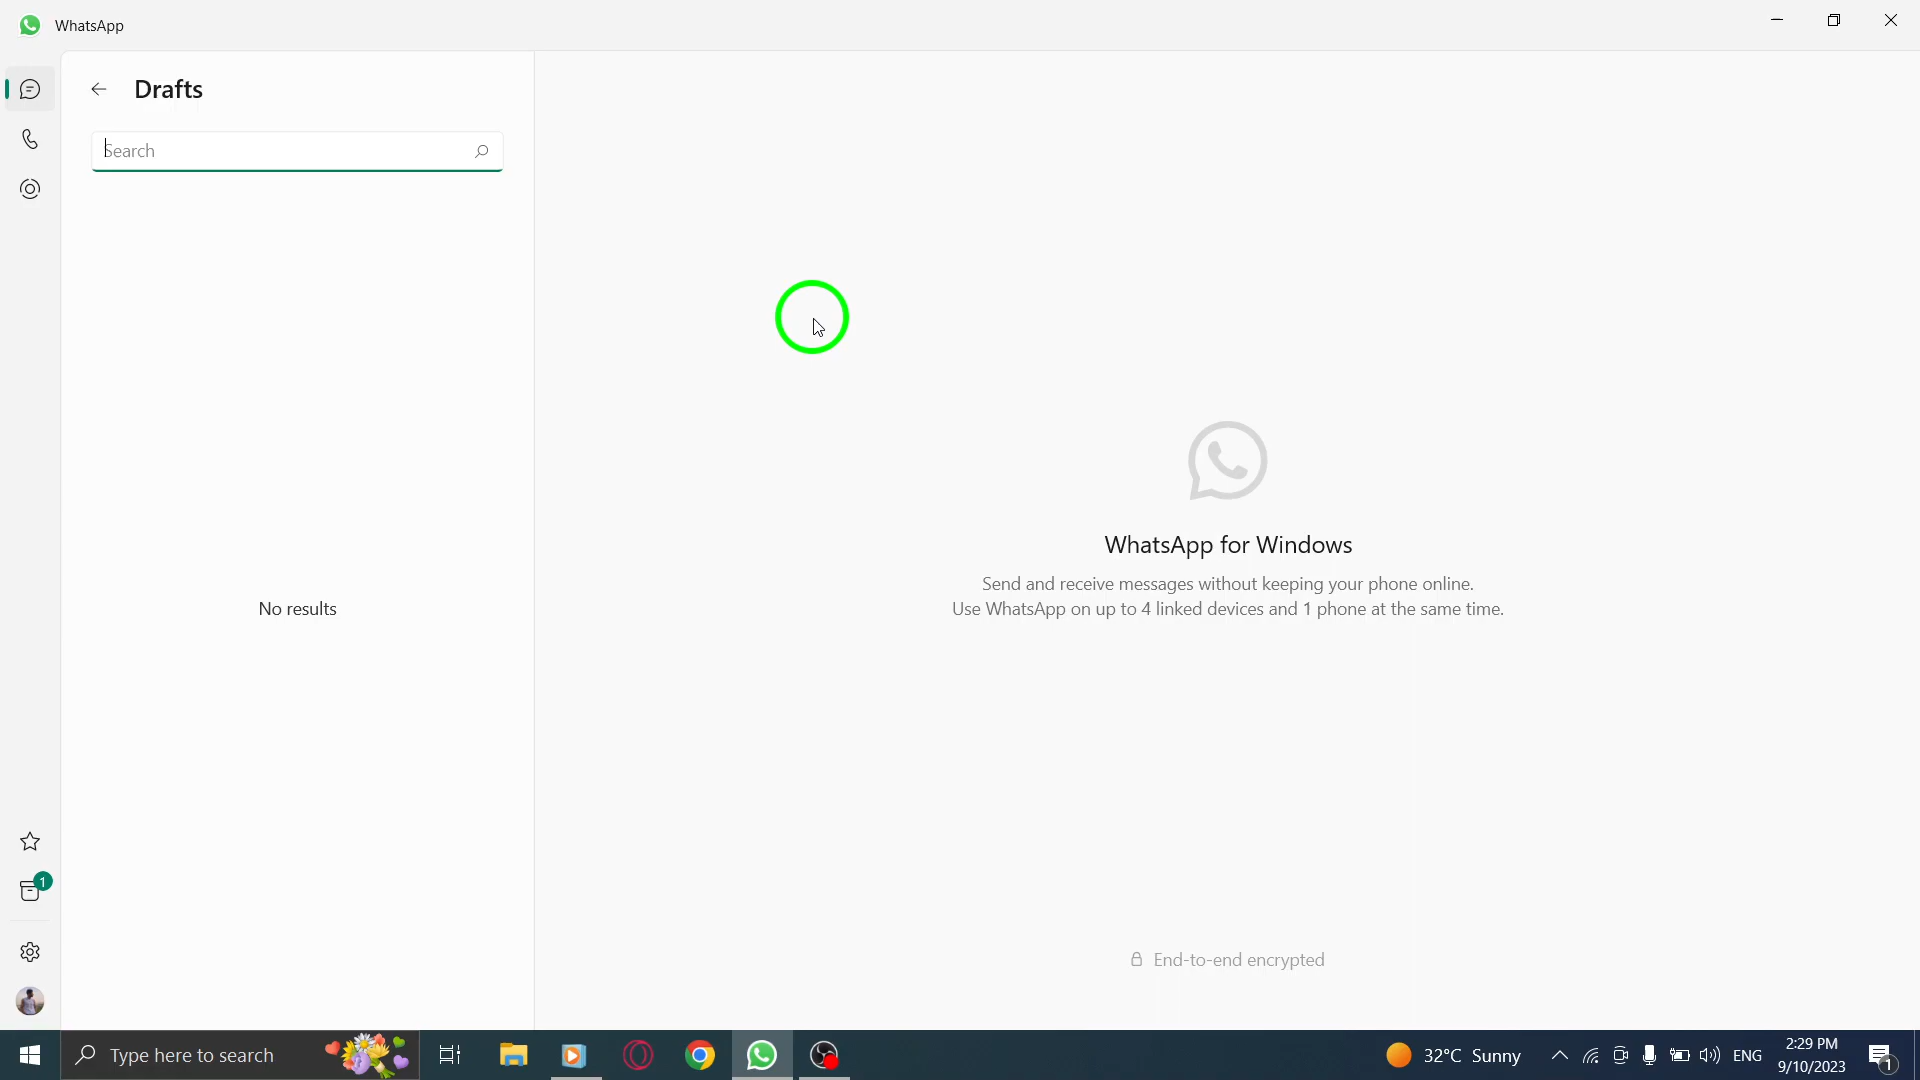 WhatsApp
Drafts
Search
No results
WhatsApp for Windows
Send and receive messages without keeping your phone online.
Use WhatsApp on up to 4 linked devices and 1 phone at the same time.
1
End-to-end encrypted
Type here to search
32°C Sunny
ENG
2:29 PM
9/10/2023
1